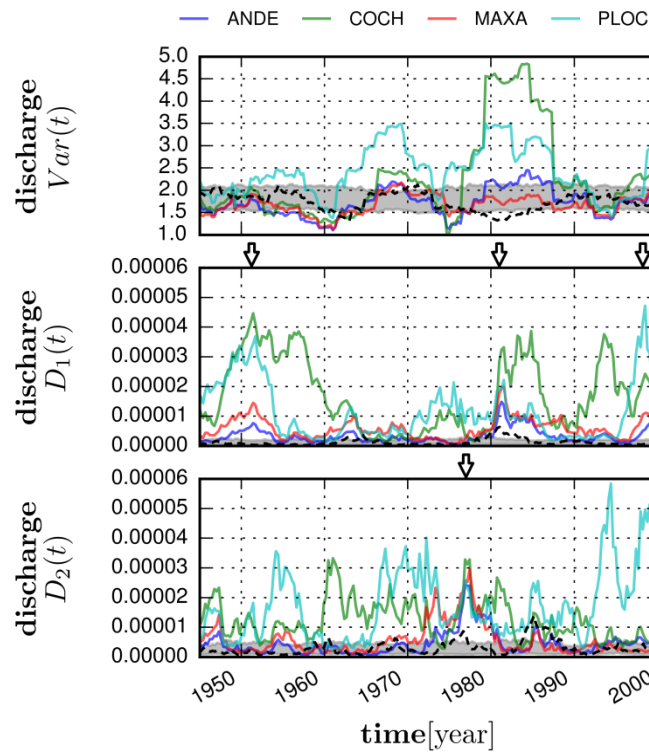 ANDE COCH MAXA PLOC
discharge
Var(t)
5.0
4.5
4.0
3.5
3.0
2.5
2.0
1.5
1.0
discharge
D₁(t)
0.00006
0.00005
0.00004
0.00003
0.00002
0.00001
0.00000
discharge
D₂(t)
0.00006
0.00005
0.00004
0.00003
0.00002
0.00001
0.00000
1950 1960 1970 1980 1990 2000
time[year]